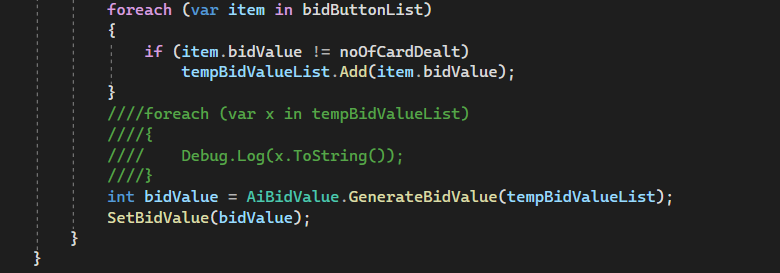 foreach (var item in bidButtonList)
{
if (item.bidValue != noOfCardDealt)
tempBidValueList.Add(item.bidValue);
}
////foreach (var x in tempBidValueList)
////{
////    Debug.Log(x.ToString());
////}
int bidValue = AiBidValue.GenerateBidValue(tempBidValueList);
SetBidValue(bidValue);
}
}